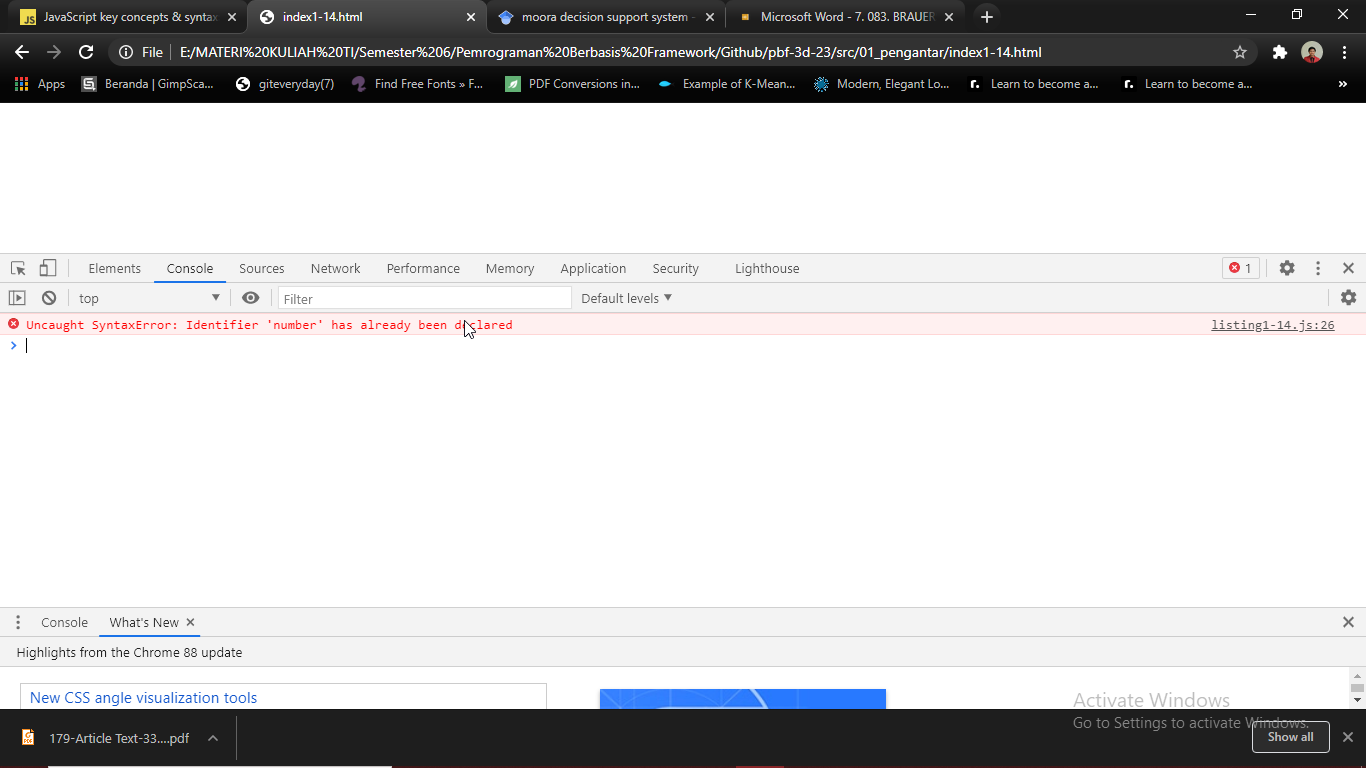 JavaScript key concepts & syntax
index1-14.html
moora decision support system -
Microsoft Word - 7. 083. BRAUER
File
E:/MATERI%20KULIAH%20TI/Semester%206/Pemrograman%20Berbasis%20Framework/Github/pbf-3d-23/src/01_pengantar/index1-14.html
Apps
Beranda | GimpSca...
giteveryday(7)
Find Free Fonts » F...
PDF Conversions in...
Example of K-Mean...
Modern, Elegant Lo...
Learn to become a...
Learn to become a...
»
Elements
Console
Sources
Network
Performance
Memory
Application
Security
Lighthouse
1
top
Filter
Default levels
Uncaught SyntaxError: Identifier 'number' has already been declared
listing1-14.js:26
Console
What's New
Highlights from the Chrome 88 update
New CSS angle visualization tools
Activate Windows
Go to Settings to activate Windows.
179-Article Text-33....pdf
Show all